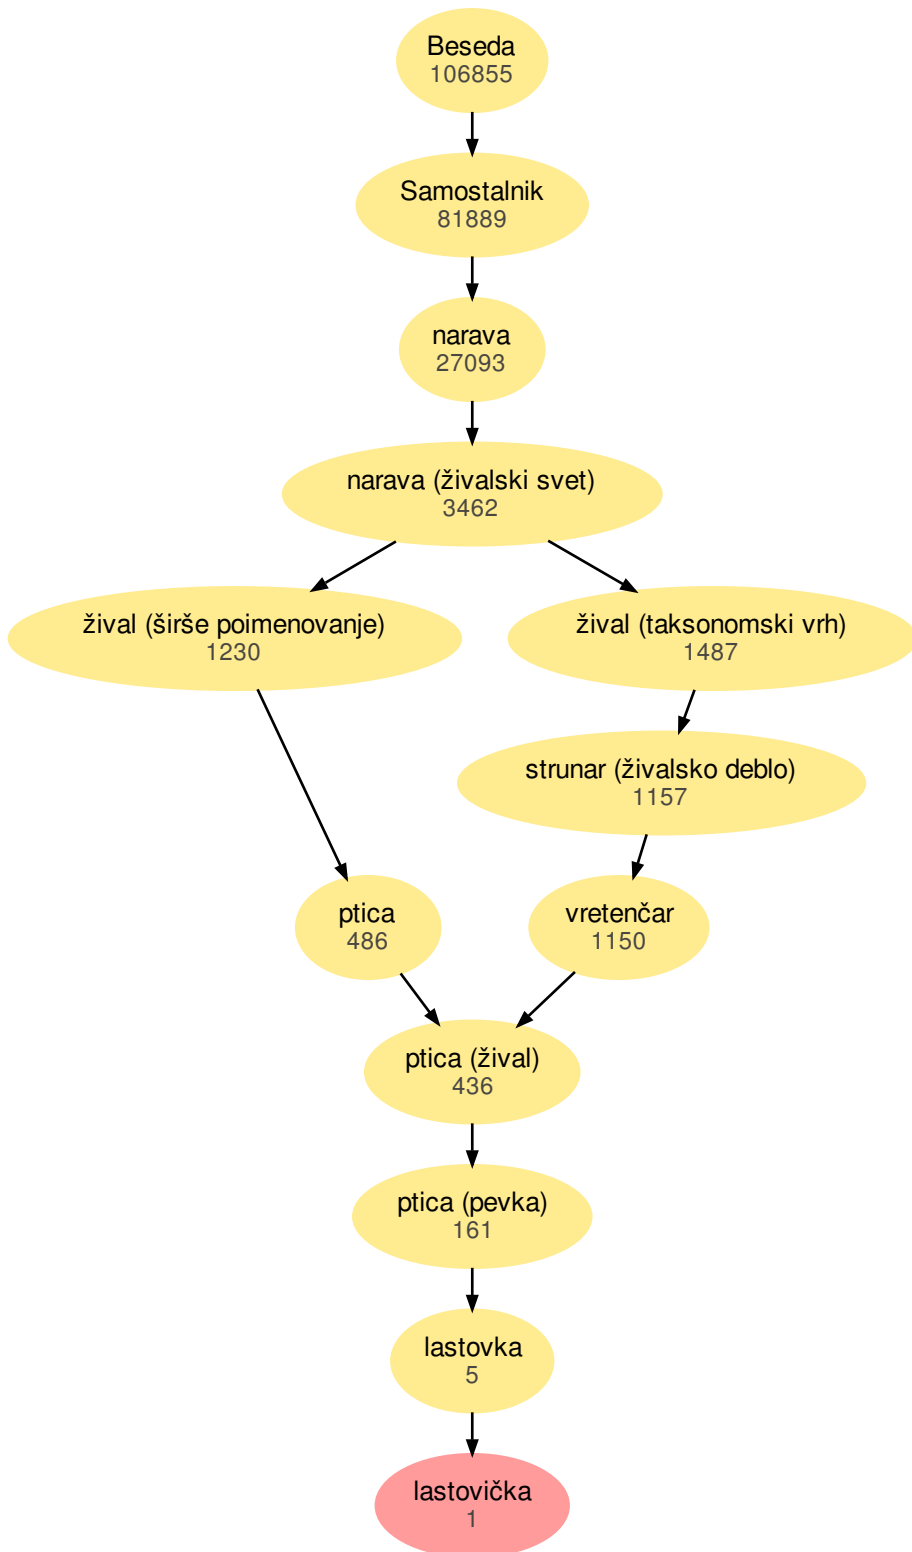 Beseda
106855
Samostalnik
81889
narava
27093
narava (živalski svet)
3462
žival (širše poimenovanje)
1230
žival (taksonomski vrh)
1487
strunar (živalsko deblo)
1157
ptica
486
vretenčar
1150
ptica (žival)
436
ptica (pevka)
161
lastovka
5
lastovička
1